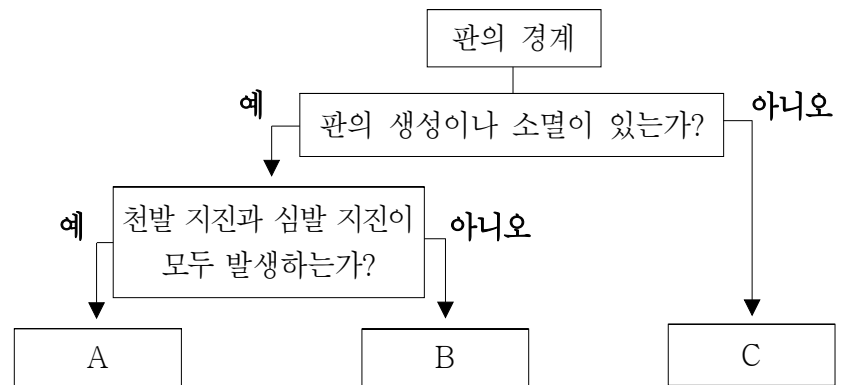 판의 경계
예
판의 생성이나 소멸이 있는가?
아니오
예
천발 지진과 심발 지진이
모두 발생하는가?
아니오
A
B
C